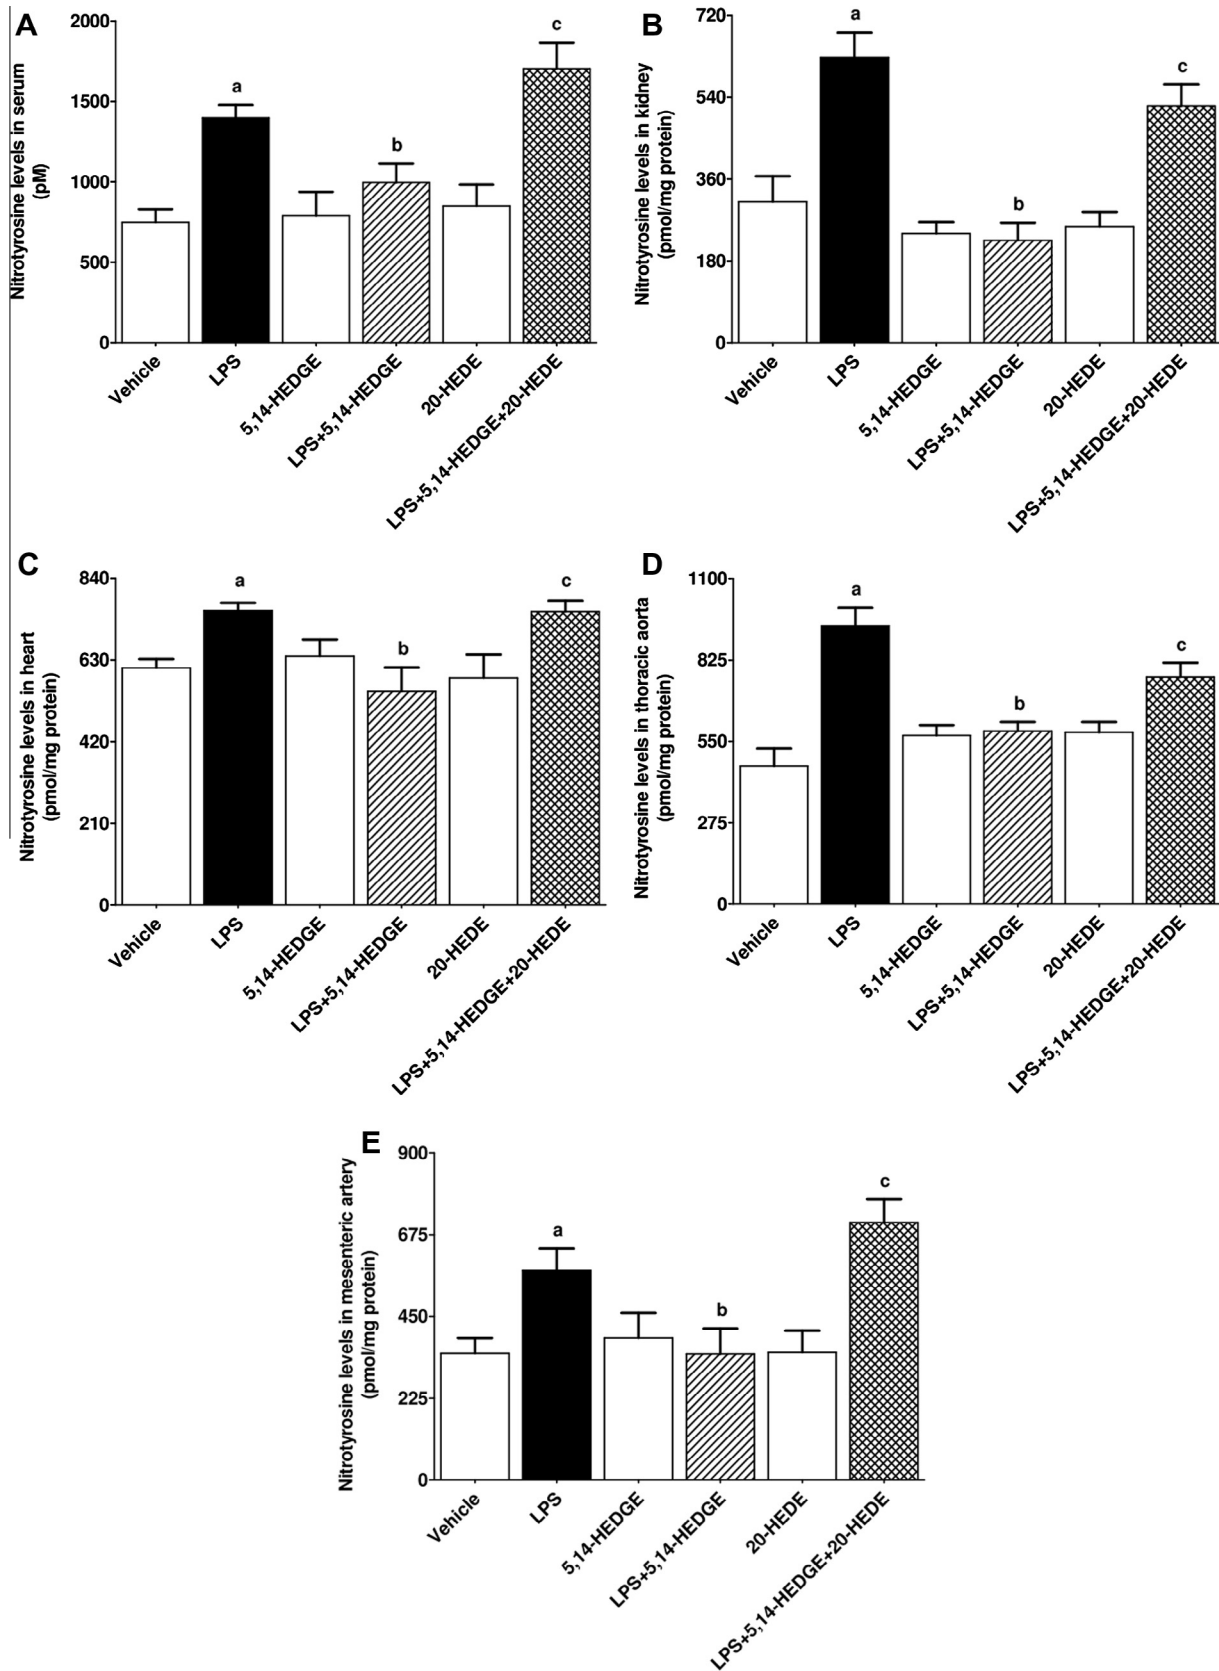 A
Nitrotyrosine levels in serum
(pM)
2000
1500
1000
500
0
a
b
c
Vehicle
LPS
5,14-HEDGE
LPS+5,14-HEDGE
20-HEDE
LPS+5,14-HEDGE+20-HEDE
B
Nitrotyrosine levels in kidney
(pmol/mg protein)
720
540
360
180
0
a
b
c
Vehicle
LPS
5,14-HEDGE
LPS+5,14-HEDGE
20-HEDE
LPS+5,14-HEDGE+20-HEDE
C
Nitrotyrosine levels in heart
(pmol/mg protein)
840
630
420
210
0
a
b
c
Vehicle
LPS
5,14-HEDGE
LPS+5,14-HEDGE
20-HEDE
LPS+5,14-HEDGE+20-HEDE
D
Nitrotyrosine levels in thoracic aorta
(pmol/mg protein)
1100
825
550
275
0
a
b
c
Vehicle
LPS
5,14-HEDGE
LPS+5,14-HEDGE
20-HEDE
LPS+5,14-HEDGE+20-HEDE
E
Nitrotyrosine levels in mesenteric artery
(pmol/mg protein)
900
675
450
225
0
a
b
c
Vehicle
LPS
5,14-HEDGE
LPS+5,14-HEDGE
20-HEDE
LPS+5,14-HEDGE+20-HEDE